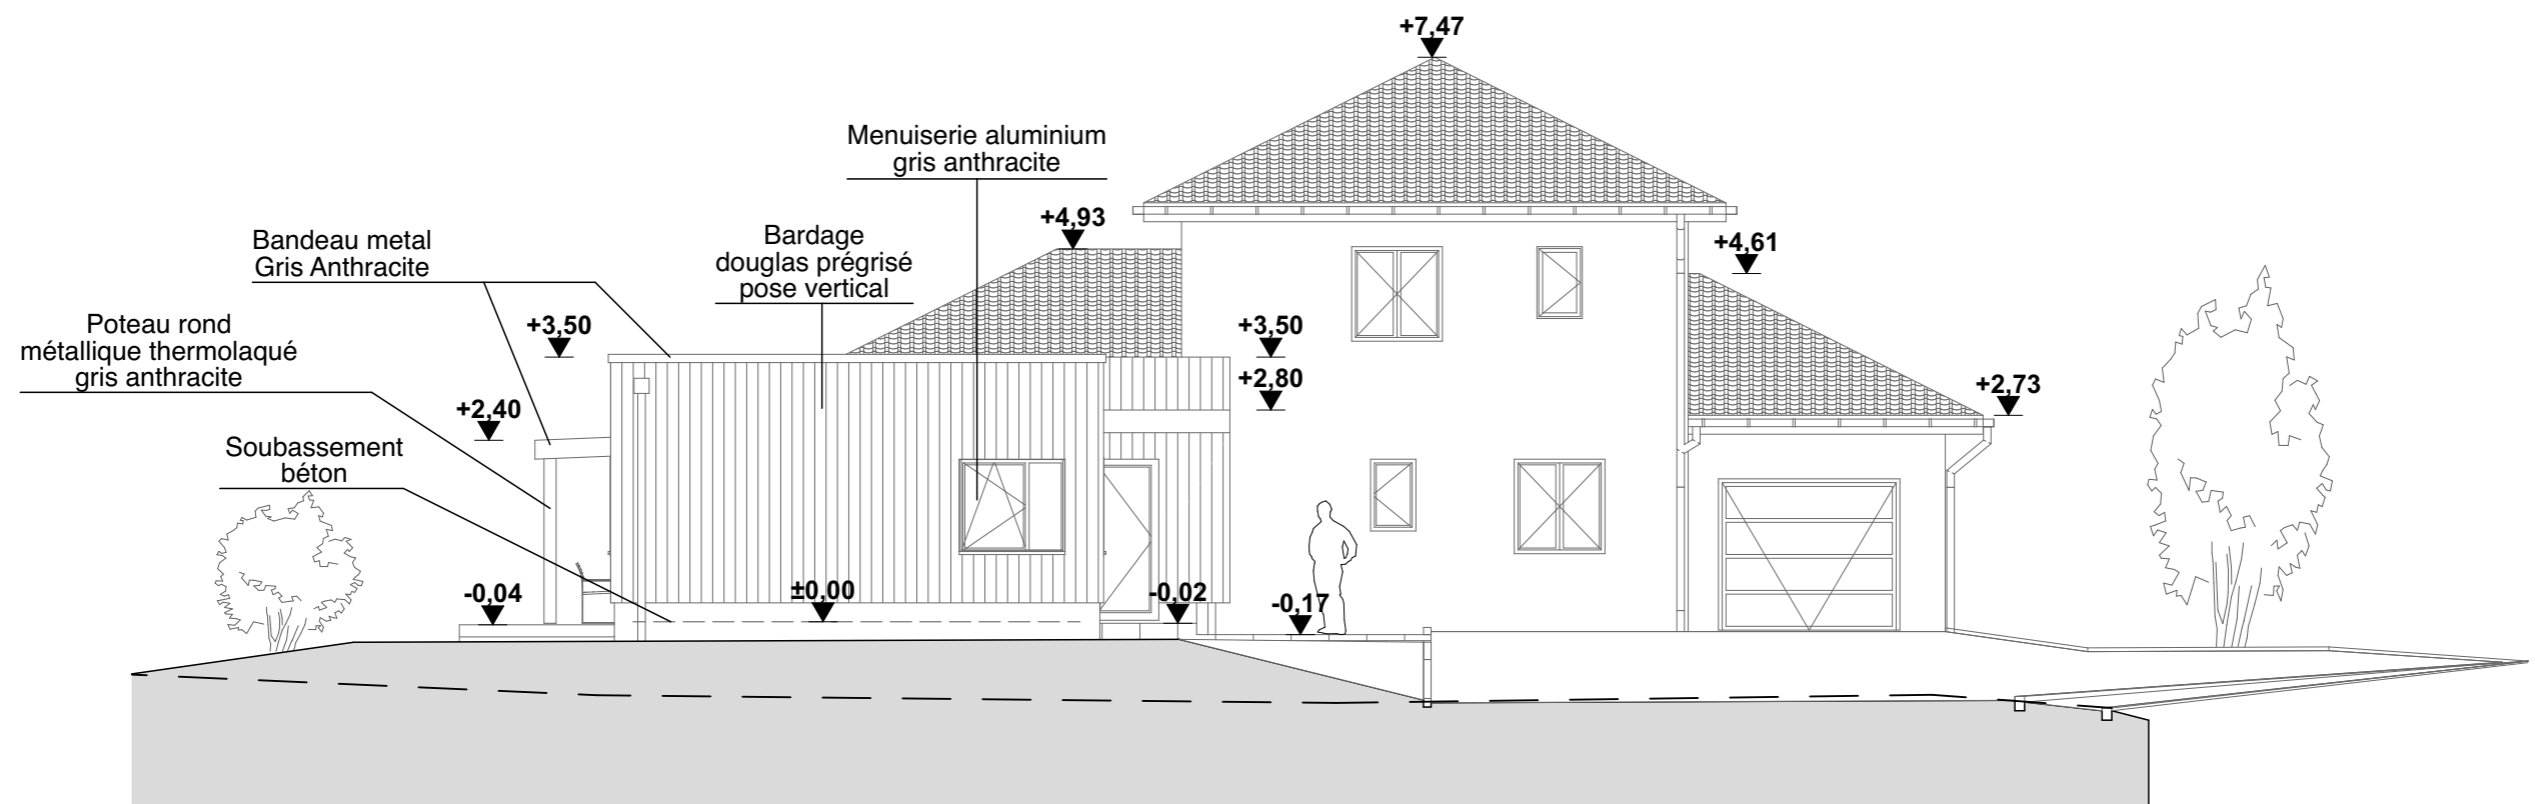 +7,47
Menuiserie aluminium
gris anthracite
+4,93
Bardage
douglas prégrisé
pose vertical
Bandeau metal
Gris Anthracite
+4,61
Poteau rond
métallique thermolaqué
gris anthracite
+3,50
+3,50
+2,80
+2,73
+2,40
Soubassement
béton
-0,04
±0,00
-0,02
-0,17